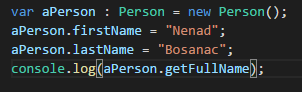 var aPerson : Person = new Person();
aPerson.firstName = "Nenad";
aPerson.lastName = "Bosanac";
console.log(aPerson.getFullName);